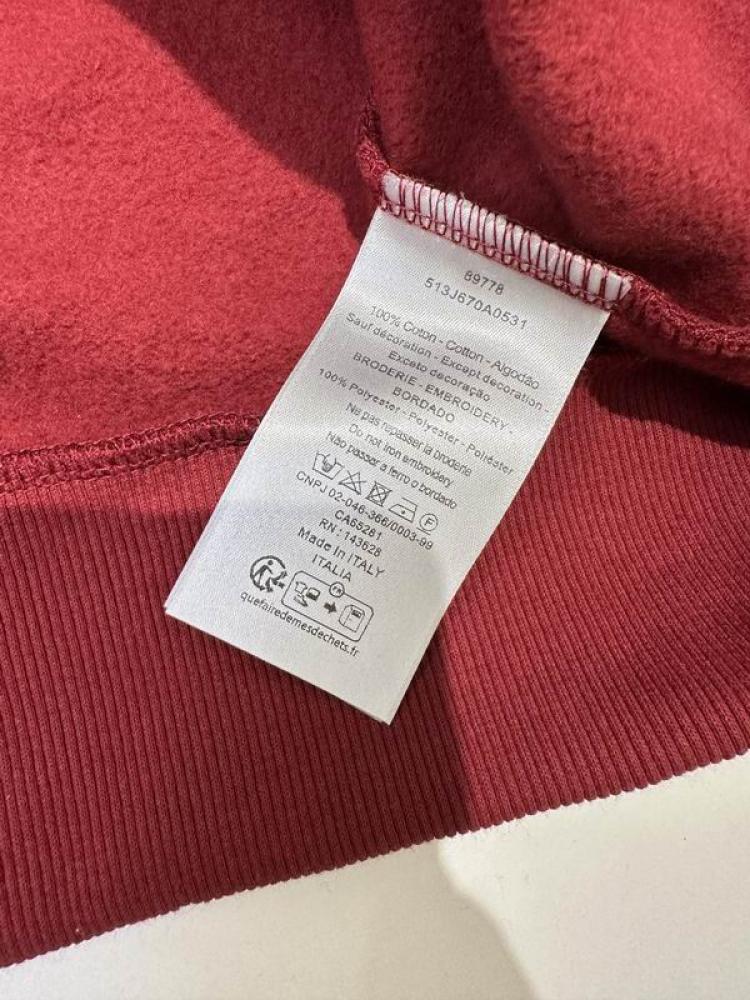 89778
513J670A0531
100% Coton - Cotton - Algodão
Sauf décoration - Except decoration -
Exceto decoração
BRODERIE - EMBROIDERY -
BORDADO
100% Polyester - Polyester - Poliéster
Ne pas repasser la broderie
Do not iron embroidery
Não passar a ferro o bordado
F
CNPJ 02-046-366/0003-99
CA65281
RN : 143628
Made In ITALY
ITALIA
FR
quefairedemesdechets.fr